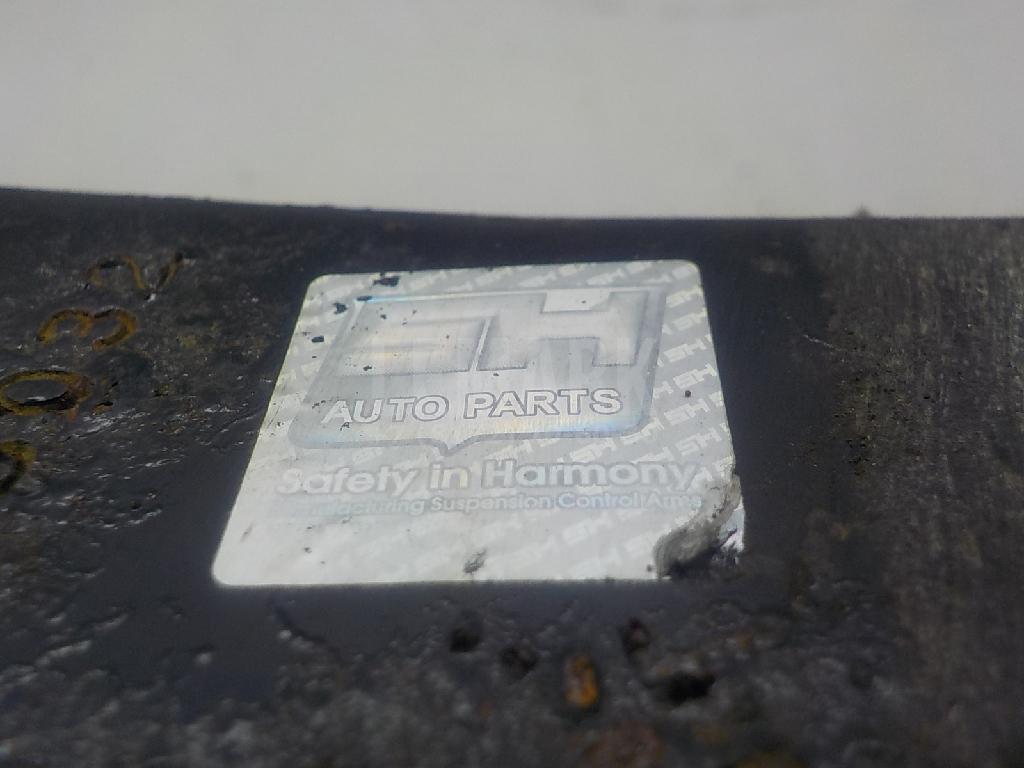 SH
AUTO PARTS
Safety in Harmony
Manufacturing Suspension Control Arms